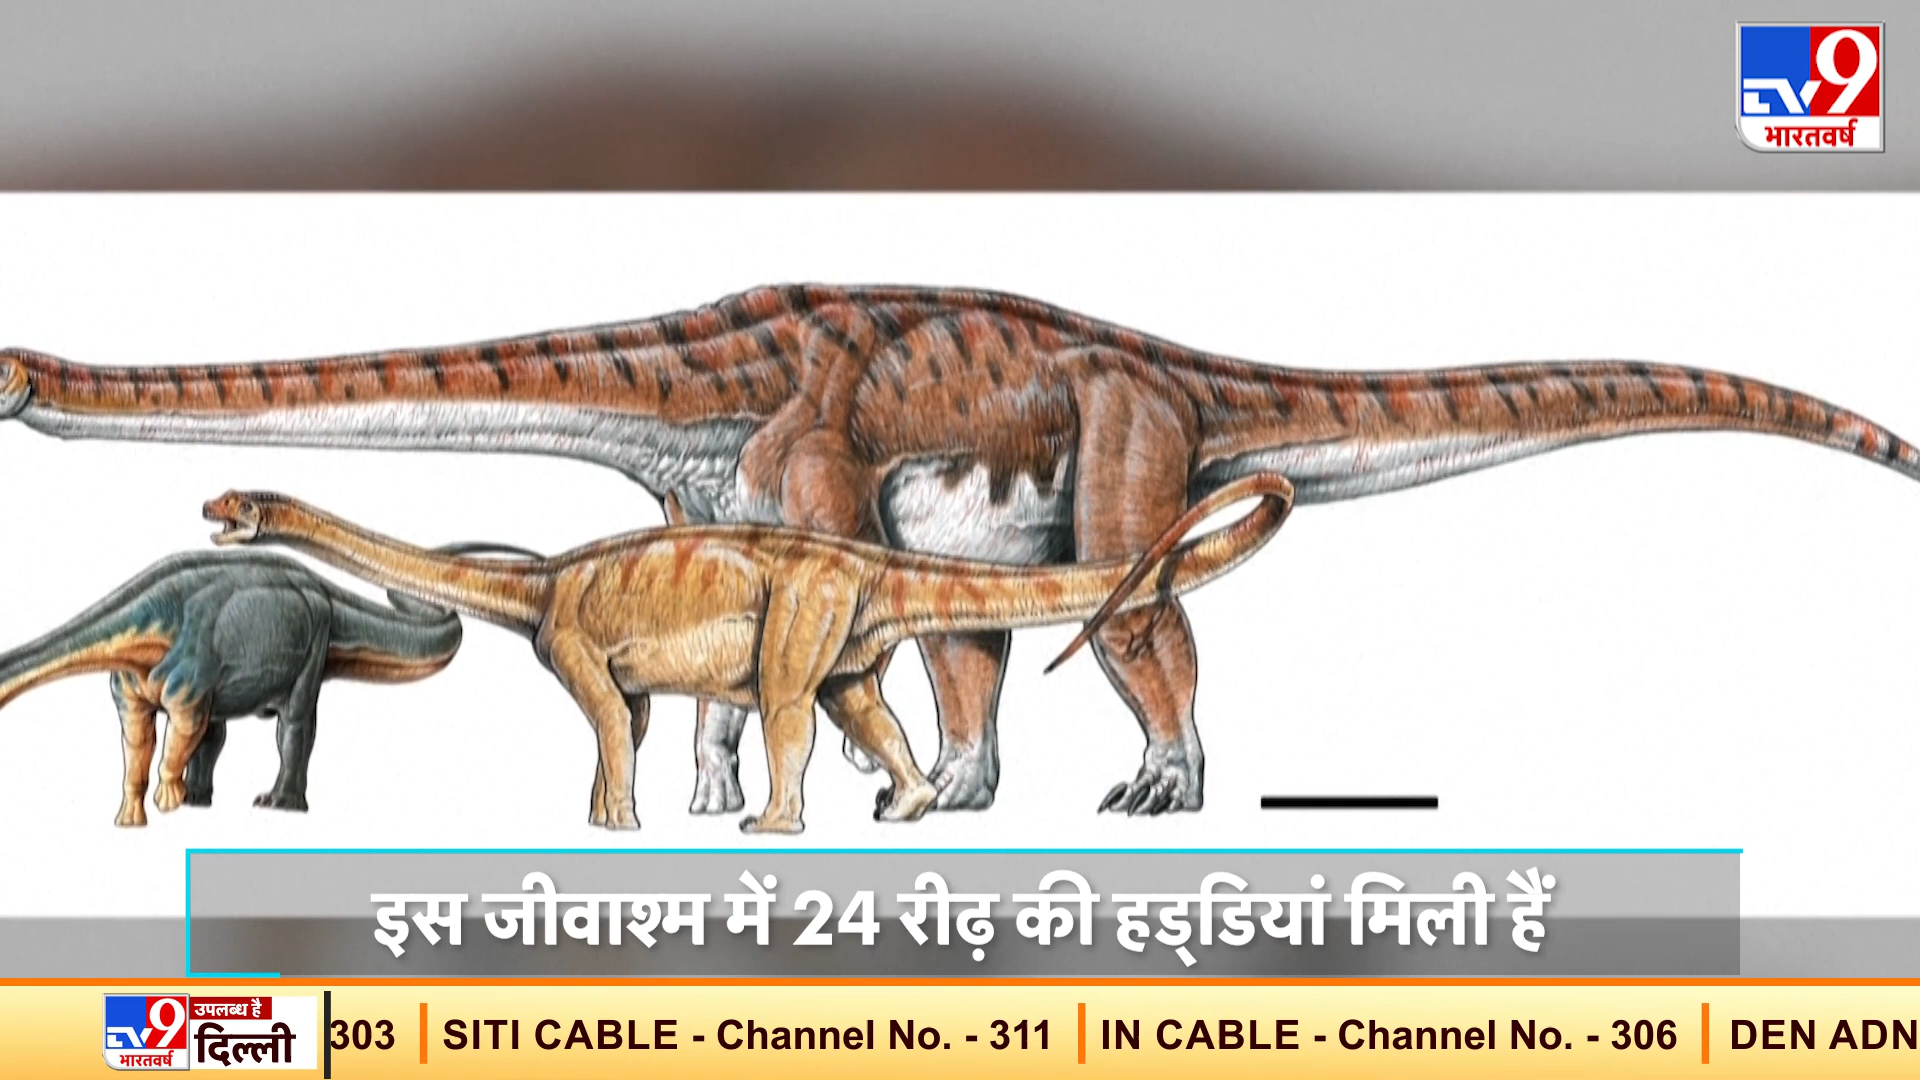 TV9
भारतवर्ष
इस जीवाश्म में 24 रीढ़ की हड्डियां मिली हैं
TV9 भारतवर्ष
उपलब्ध है
दिल्ली
303 | SITI CABLE - Channel No. - 311 | IN CABLE - Channel No. - 306 | DEN ADN